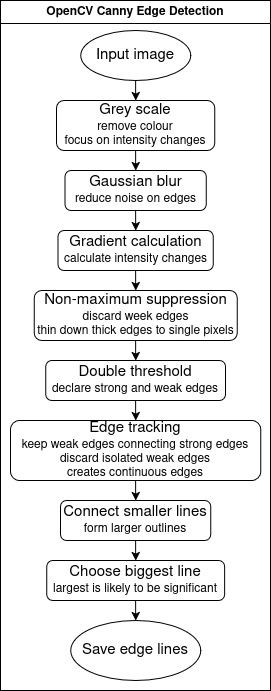 OpenCV Canny Edge Detection
Input image
Grey scale
remove colour
focus on intensity changes
Gaussian blur
reduce noise on edges
Gradient calculation
calculate intensity changes
Non-maximum suppression
discard week edges
thin down thick edges to single pixels
Double threshold
declare strong and weak edges
Edge tracking
keep weak edges connecting strong edges
discard isolated weak edges
creates continuous edges
Connect smaller lines
form larger outlines
Choose biggest line
largest is likely to be significant
Save edge lines